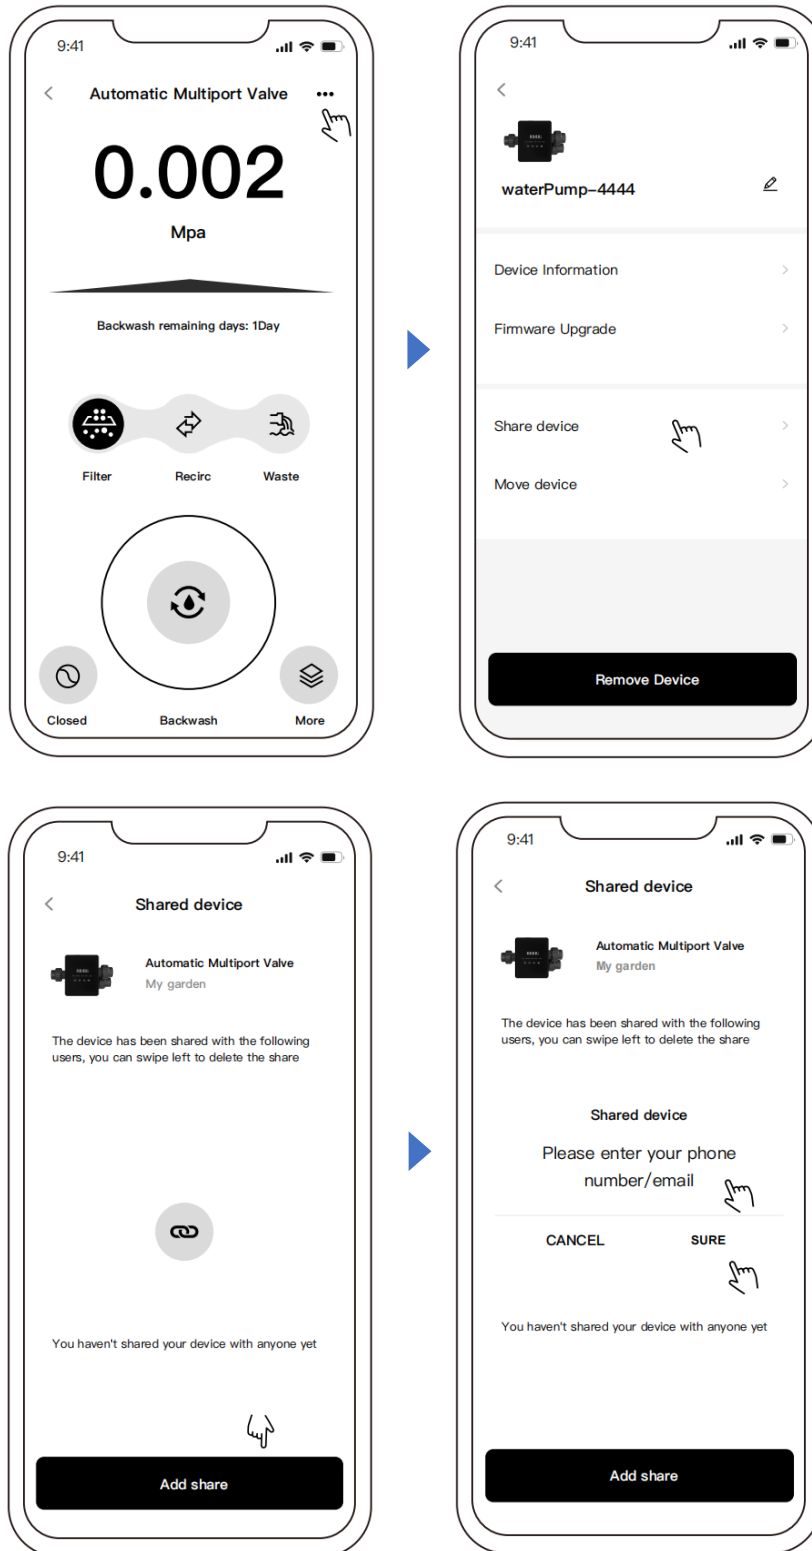 9:41
Automatic Multiport Valve
0.002
Mpa
Backwash remaining days: 1Day
Filter
Recirc
Waste
Closed
Backwash
More
9:41
waterPump-4444
Device Information
Firmware Upgrade
Share device
Move device
Remove Device
9:41
Shared device
Automatic Multiport Valve
My garden
The device has been shared with the following
users, you can swipe left to delete the share
You haven't shared your device with anyone yet
Add share
9:41
Shared device
Automatic Multiport Valve
My garden
The device has been shared with the following
users, you can swipe left to delete the share
Shared device
Please enter your phone
number/email
CANCEL
SURE
You haven't shared your device with anyone yet
Add share